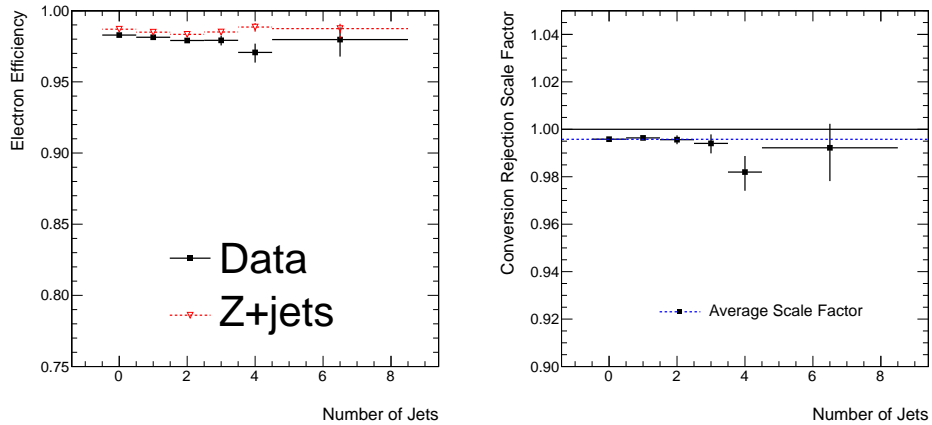 Electron Efficiency
1.00
0.95
0.90
0.85
0.80
0.75
Data
Z+jets
0 2 4 6 8
Number of Jets
Conversion Rejection Scale Factor
1.04
1.02
1.00
0.98
0.96
0.94
0.92
0.90
Average Scale Factor
0 2 4 6 8
Number of Jets